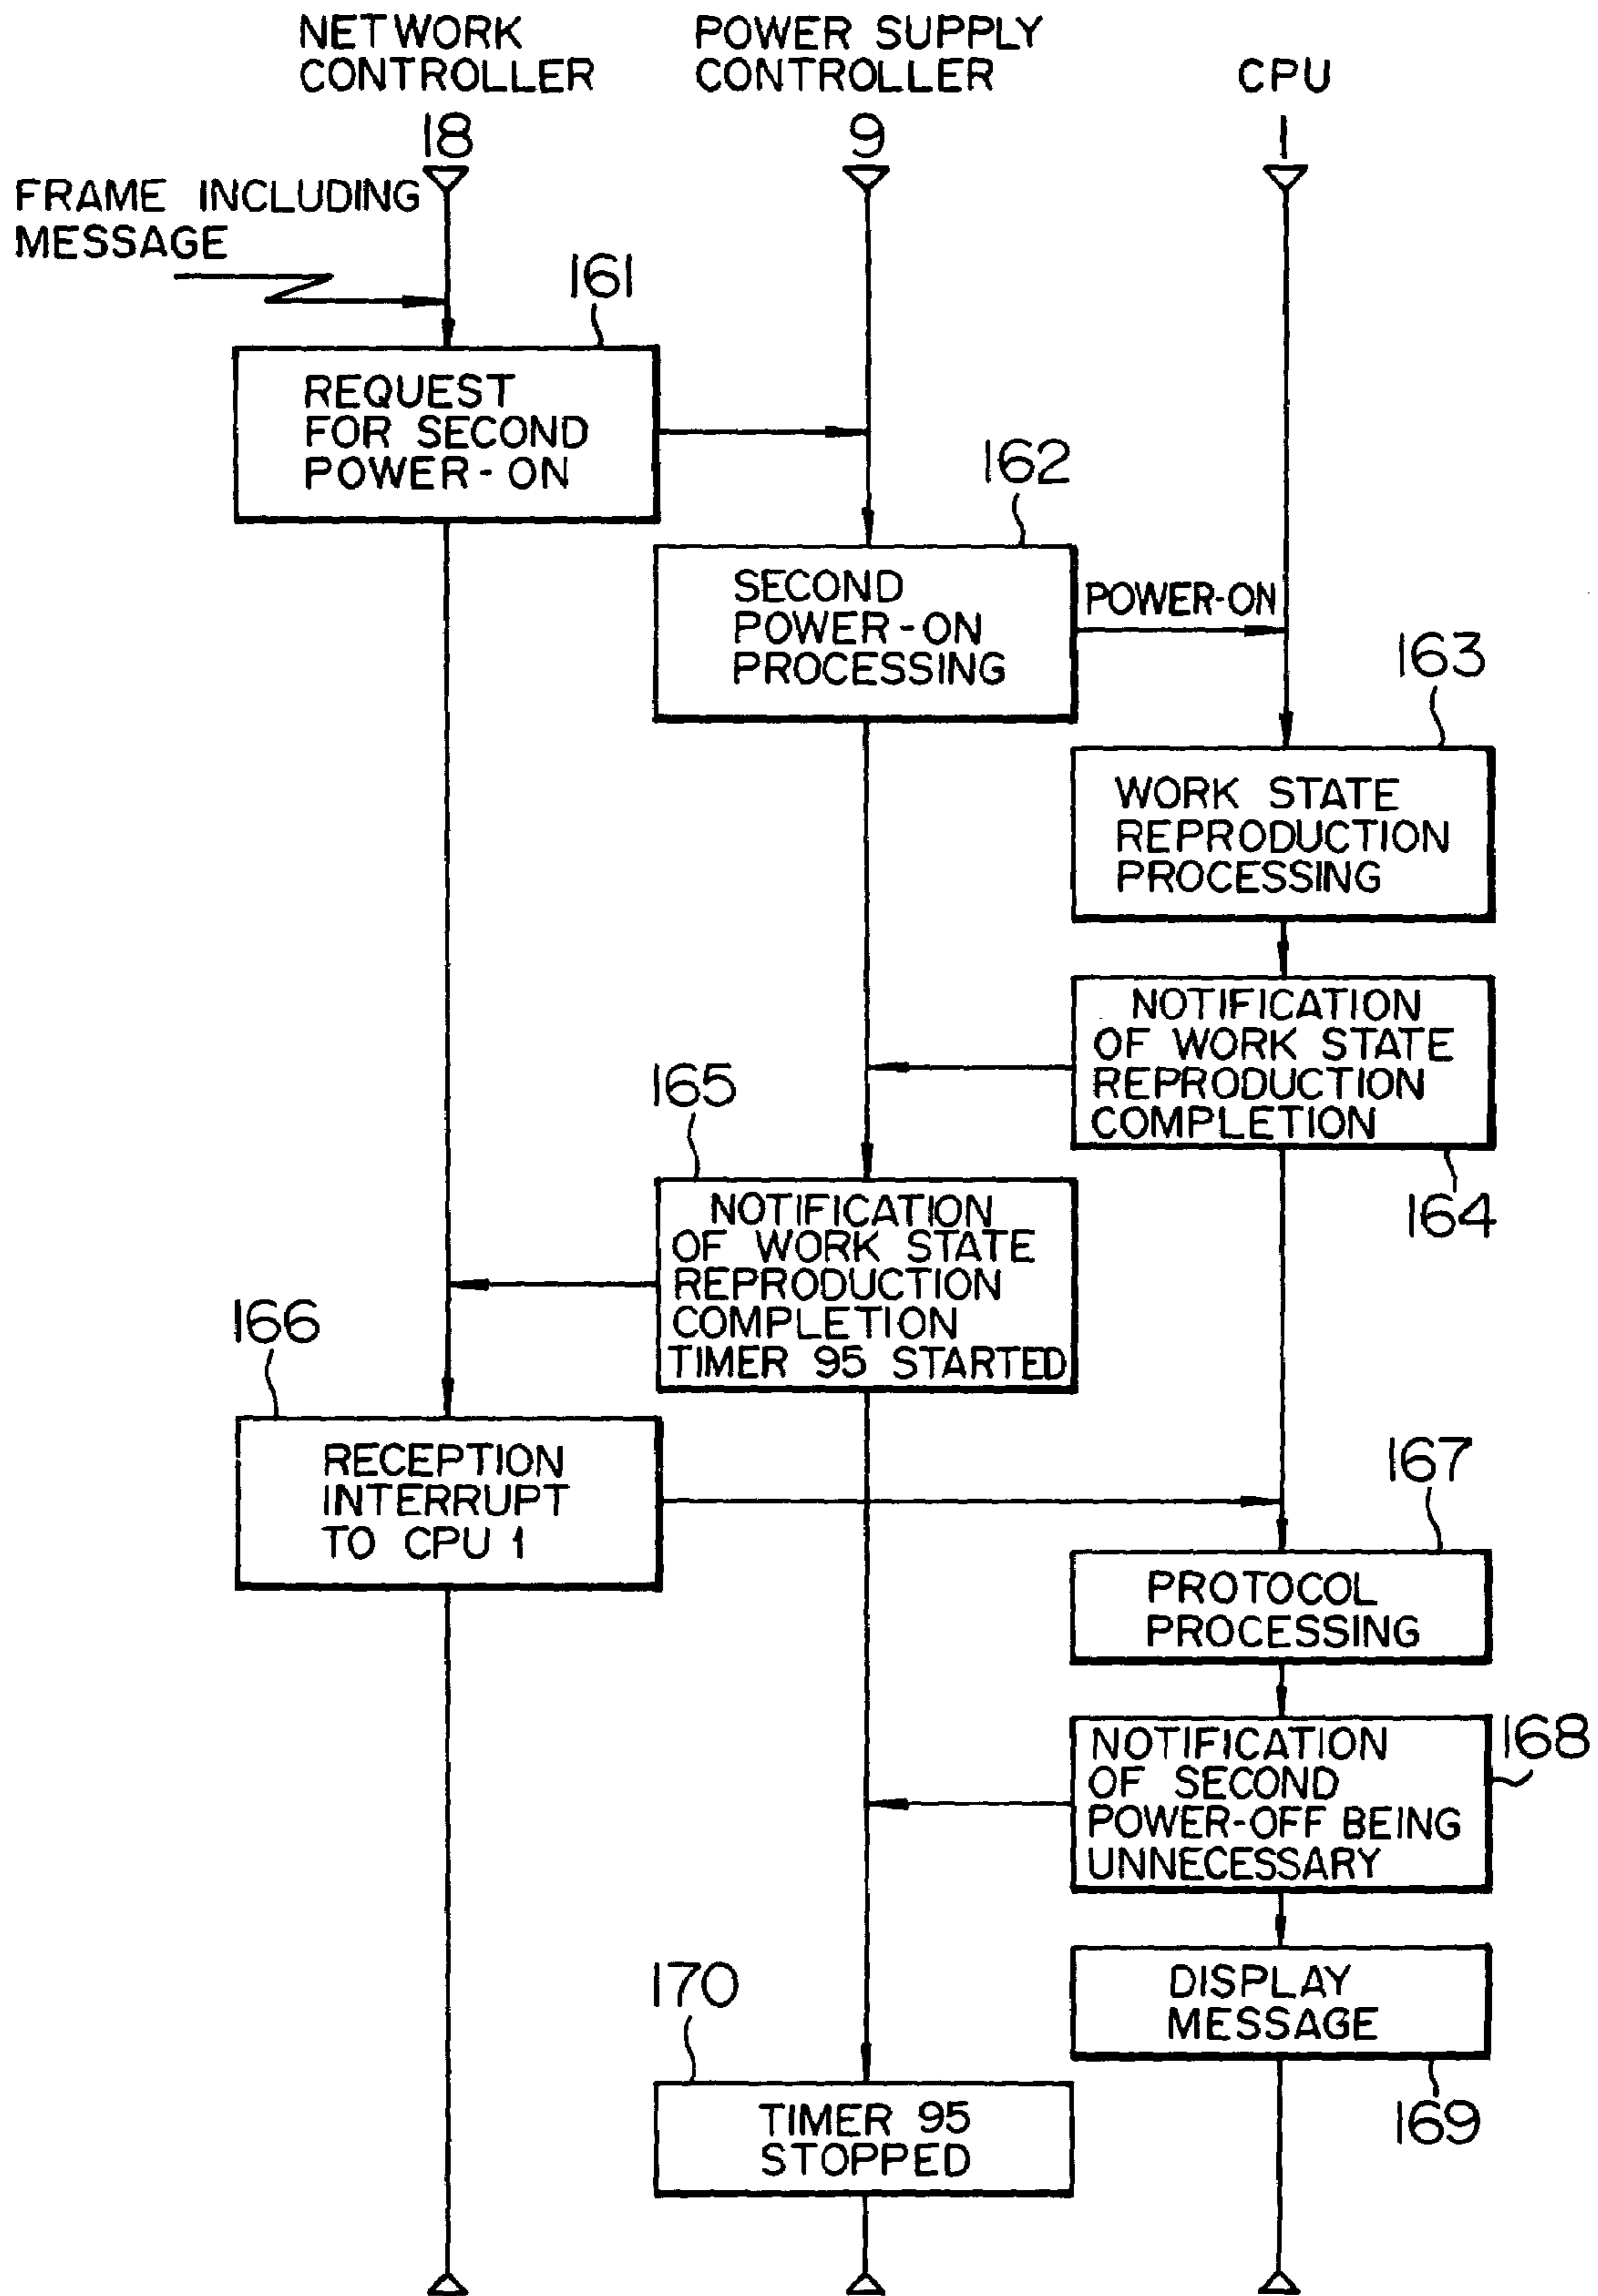 NETWORK
CONTROLLER
18
POWER SUPPLY
CONTROLLER
9
CPU
1
FRAME INCLUDING
MESSAGE
161
REQUEST
FOR SECOND
POWER-ON
162
SECOND
POWER-ON
PROCESSING
POWER-ON
163
WORK STATE
REPRODUCTION
PROCESSING
NOTIFICATION
OF WORK STATE
REPRODUCTION
COMPLETION
164
165
NOTIFICATION
OF WORK STATE
REPRODUCTION
COMPLETION
TIMER 95 STARTED
166
RECEPTION
INTERRUPT
TO CPU 1
167
PROTOCOL
PROCESSING
NOTIFICATION
OF SECOND
POWER-OFF BEING
UNNECESSARY
168
DISPLAY
MESSAGE
169
170
TIMER 95
STOPPED